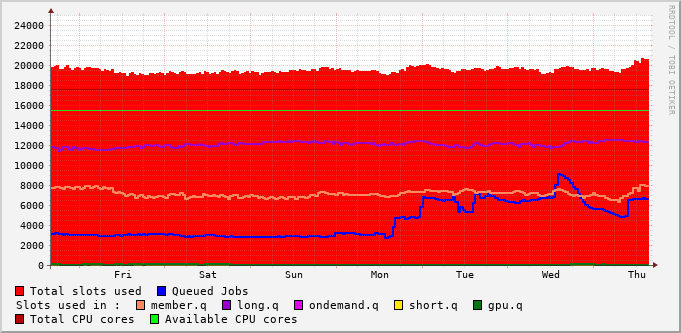 RRDTOOL / TOBI OETIKER
24000
22000
20000
18000
16000
14000
12000
10000
8000
6000
4000
2000
0
Fri Sat Sun Mon Tue Wed Thu
Total slots used Queued Jobs
Slots used in : member.q long.q ondemand.q short.q gpu.q
Total CPU cores Available CPU cores